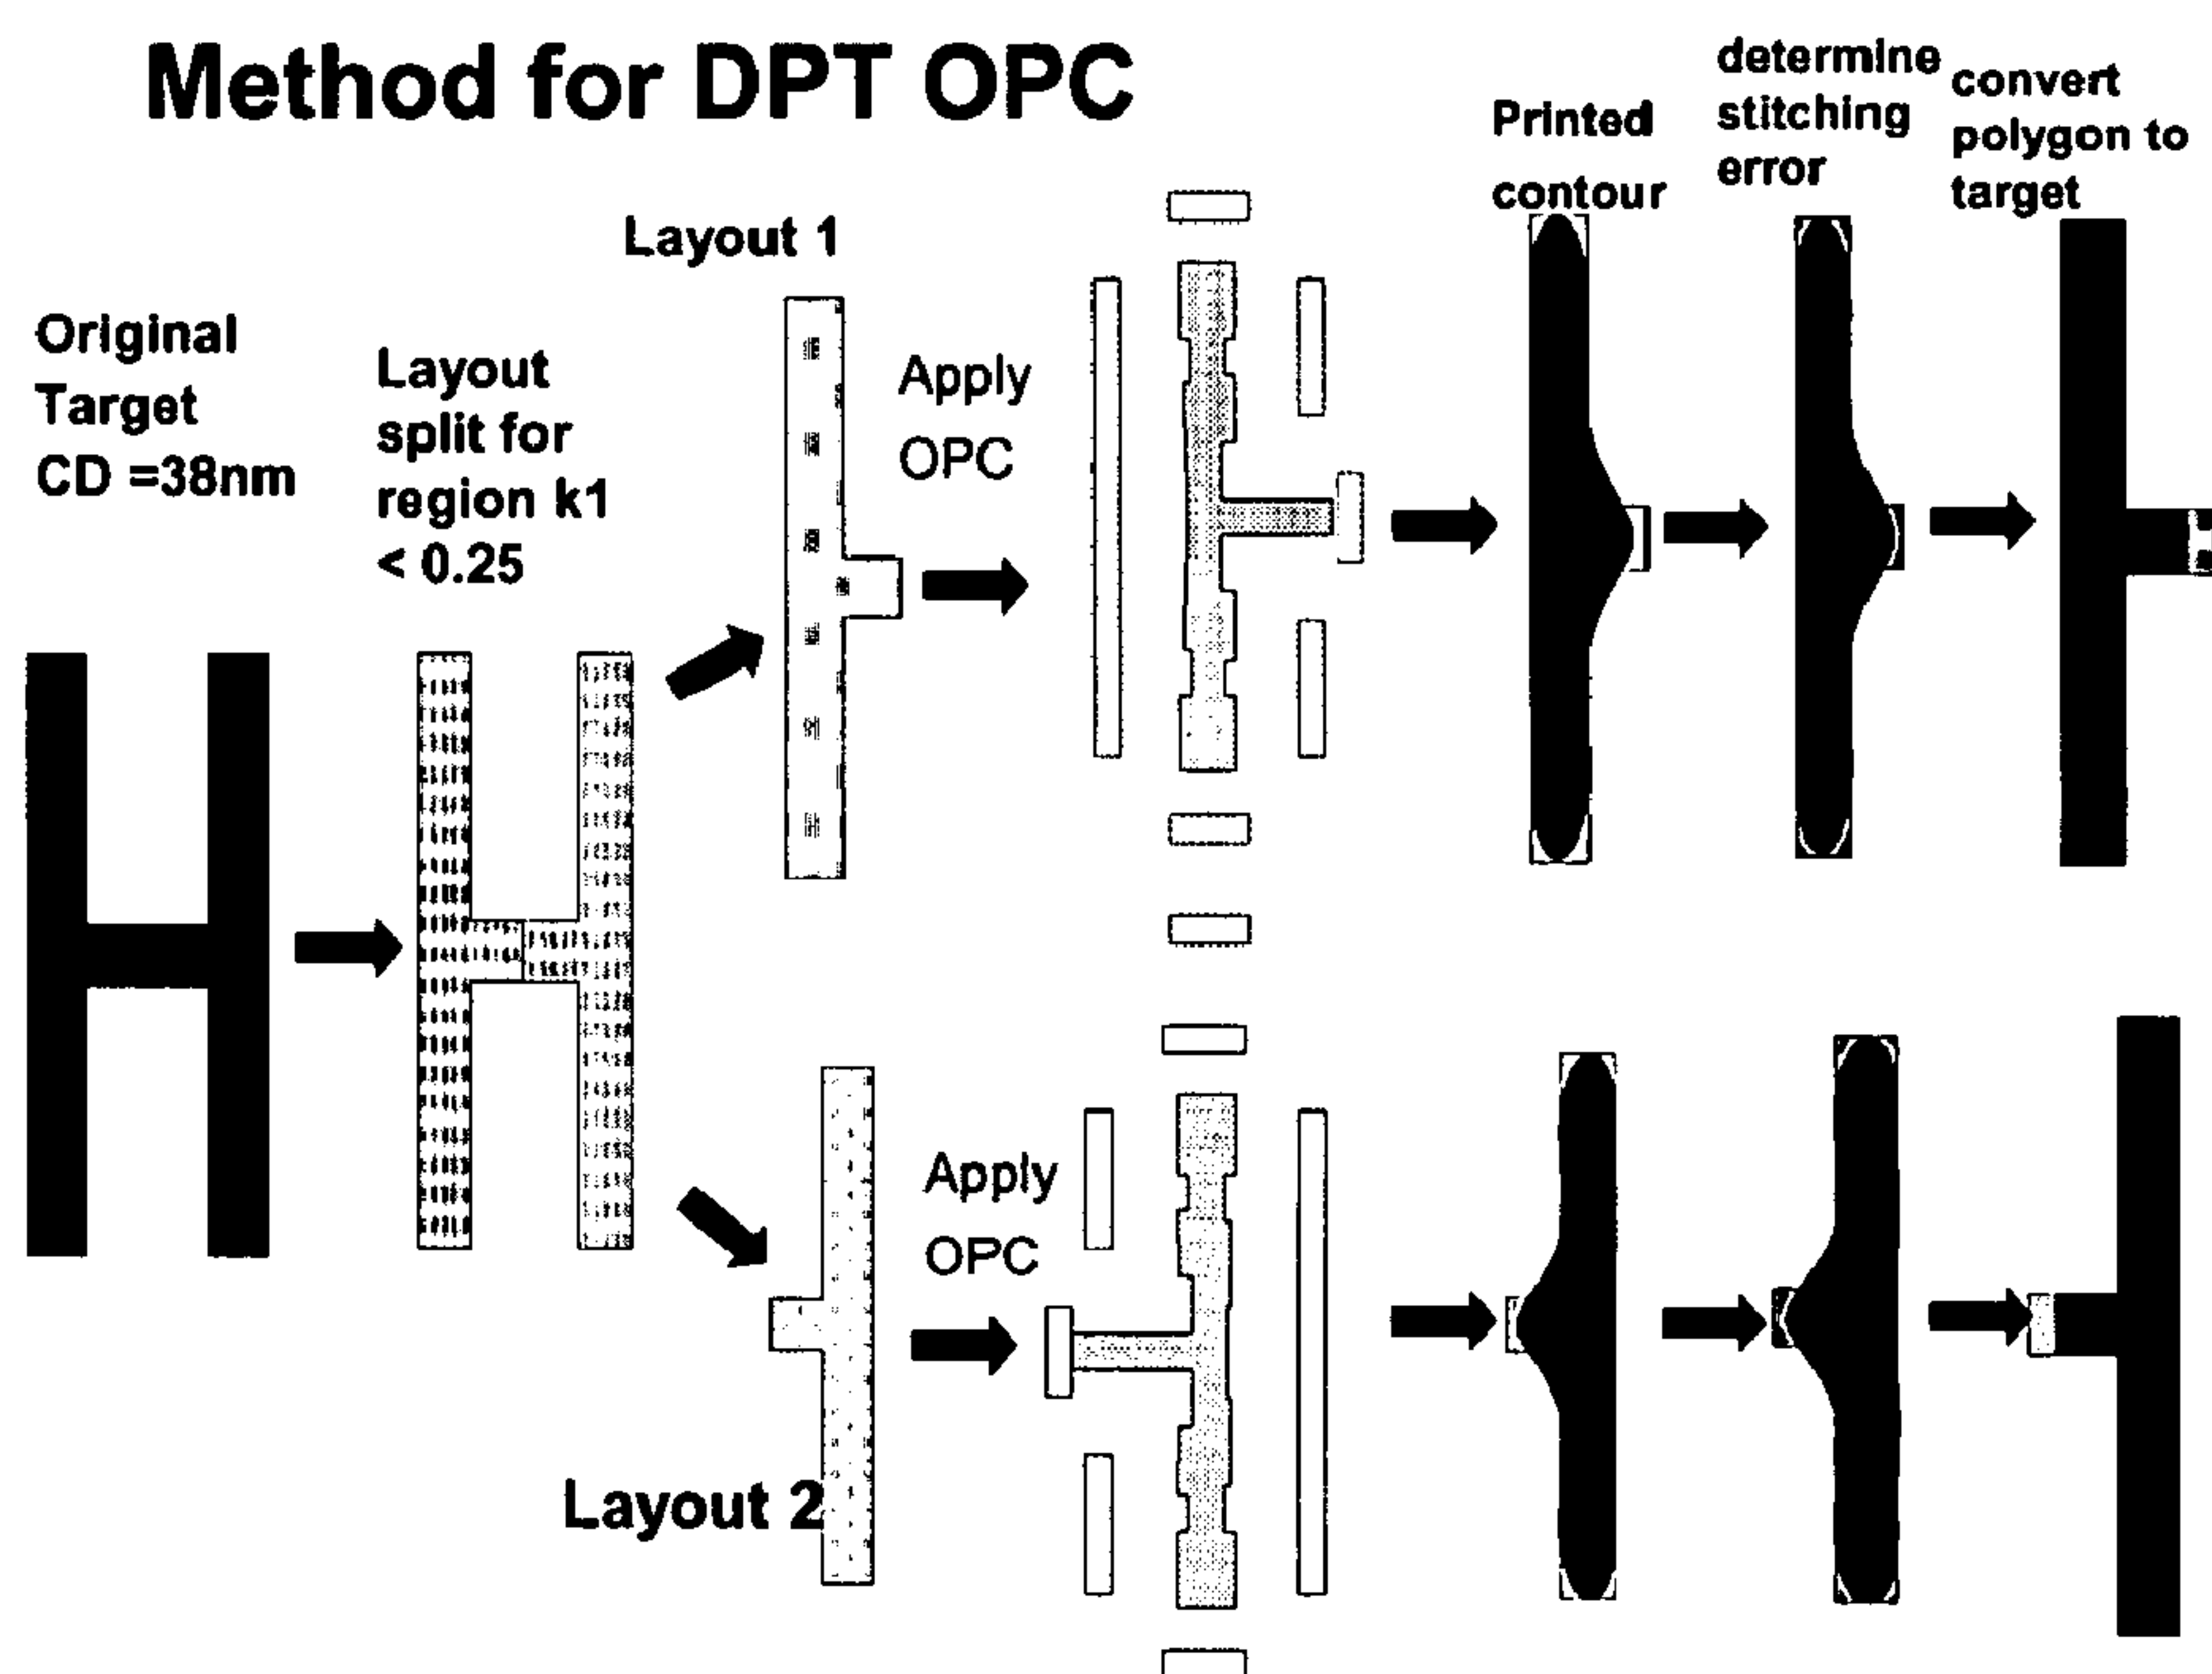 Method for DPT OPC
Original
Target
CD =38nm
Layout
split for
region k1
< 0.25
Layout 1
Apply
OPC
Printed
contour
determine
stitching
error
convert
polygon to
target
Apply
OPC
Layout 2